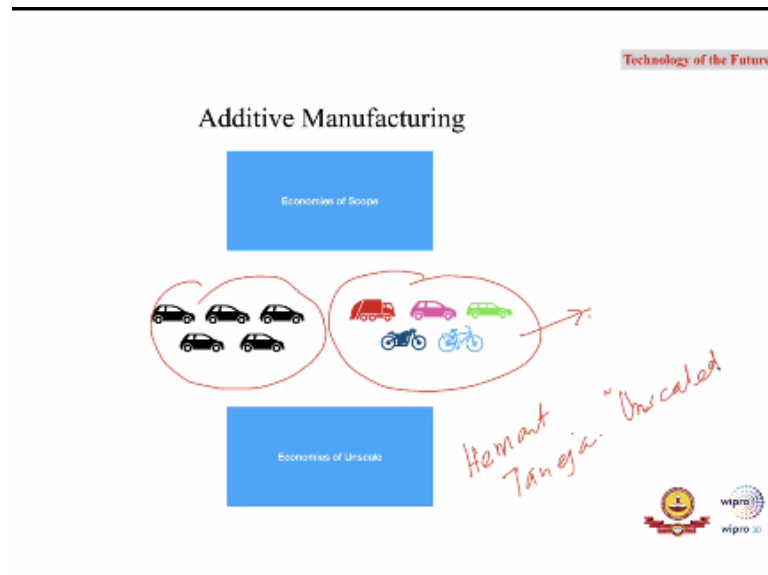 Technology of the Future
Additive Manufacturing
Economies of Scope
Hemant
Taneja. "Unscaled
Economies of Unscale
wipro
wipro 3D